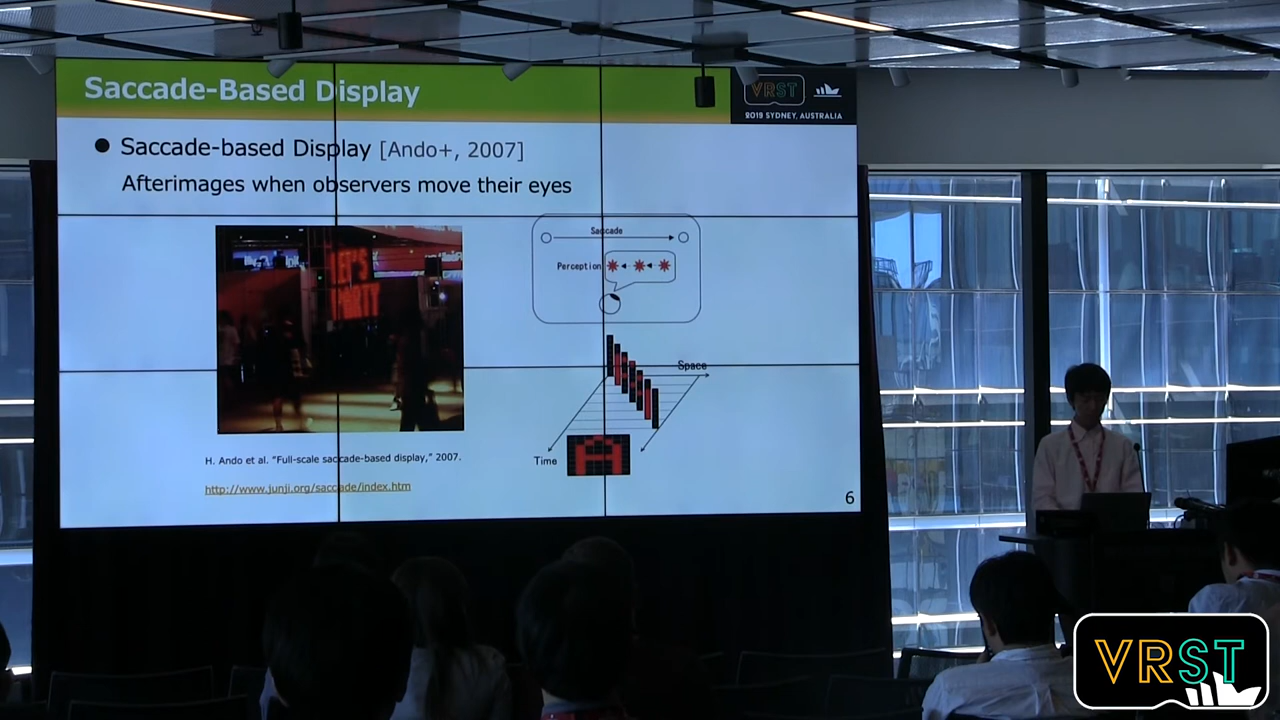 Saccade-Based Display
VRST
2019 SYDNEY, AUSTRALIA
● Saccade-based Display [Ando+, 2007]
Afterimages when observers move their eyes
LET'S
PARTY
Saccade
Perception
Space
Time
A
H. Ando et al. "Full-scale saccade-based display," 2007.
http://www.junji.org/saccade/index.htm
6
VRST